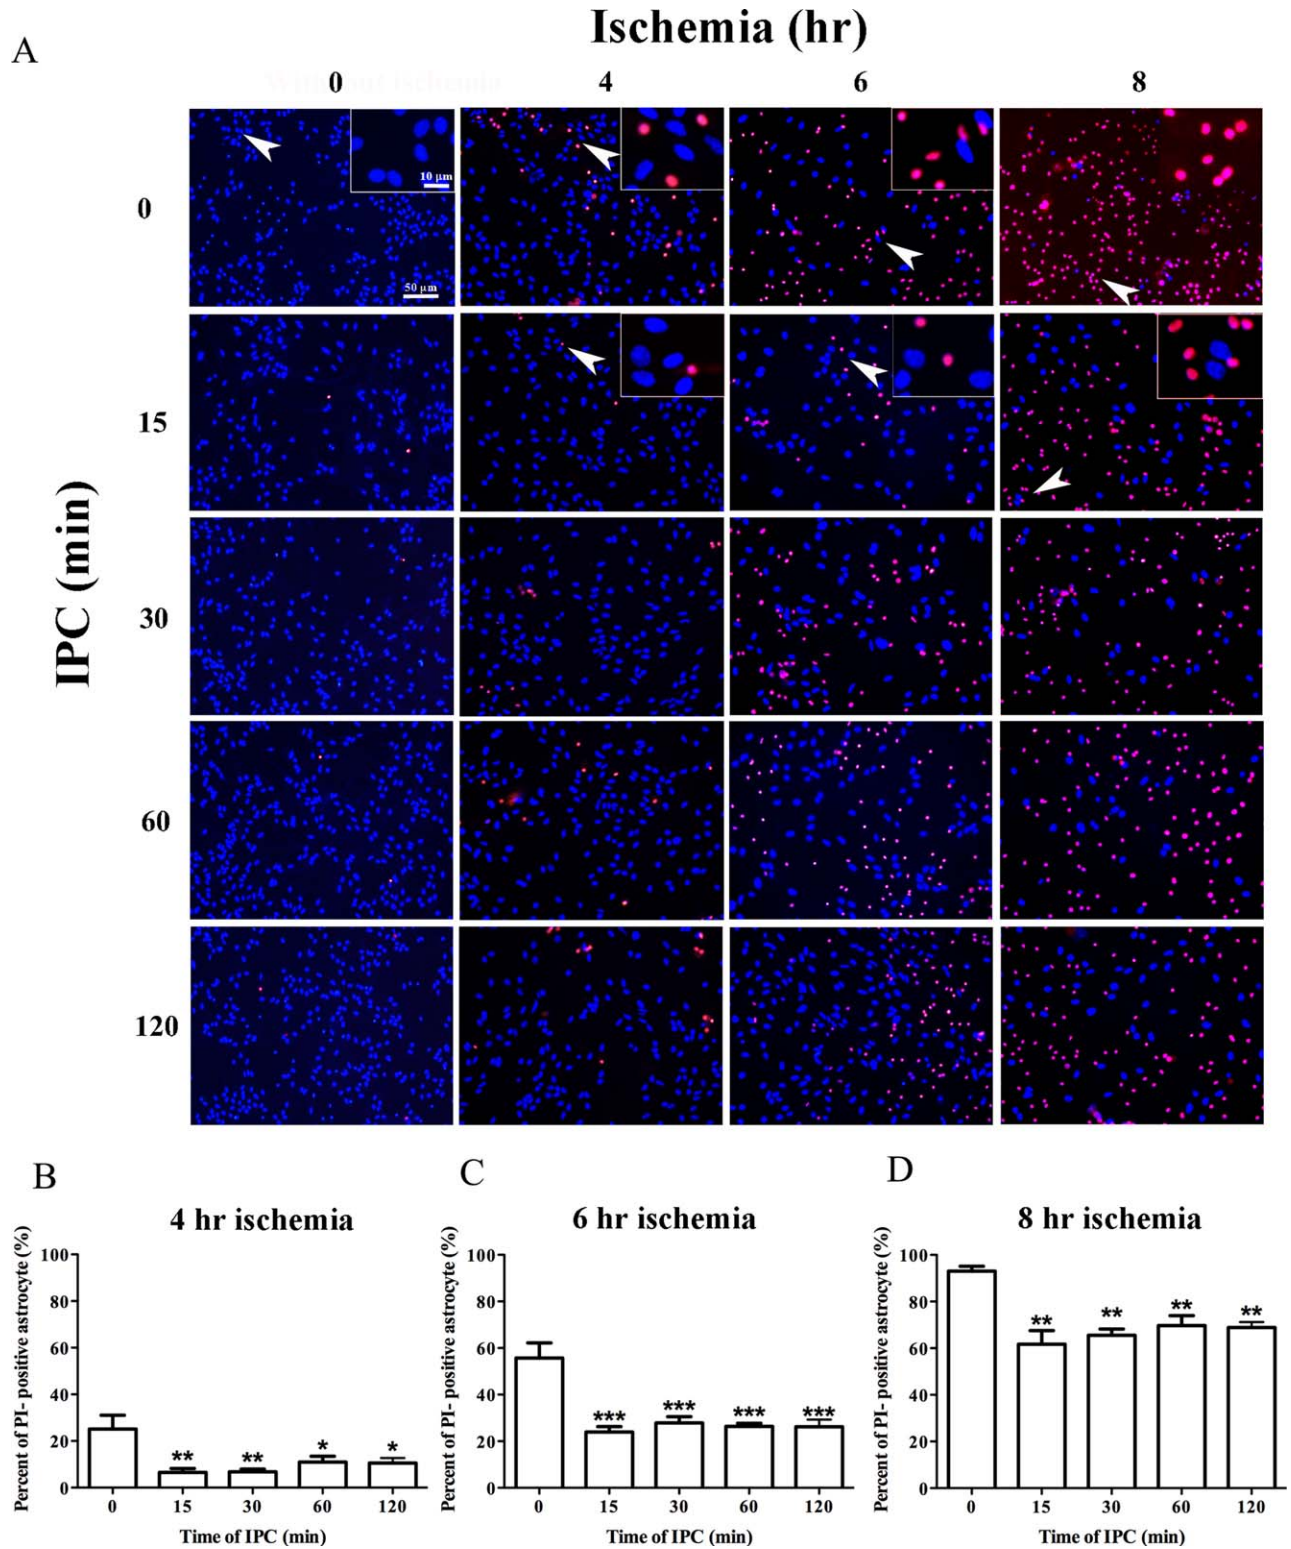 Ischemia (hr)
A
0 4 6 8
IPC (min)
0
10 μm
50 μm
15
30
60
120
B C D
4 hr ischemia 6 hr ischemia 8 hr ischemia
Percent of PI- positive astrocyte (%)
100
80
60
40
20
0
** ** * *
0 15 30 60 120
Time of IPC (min)
Percent of PI- positive astrocyte (%)
100
80
60
40
20
0
*** *** *** ***
0 15 30 60 120
Time of IPC (min)
Percent of PI- positive astrocyte (%)
100
80
60
40
20
0
** ** ** **
0 15 30 60 120
Time of IPC (min)